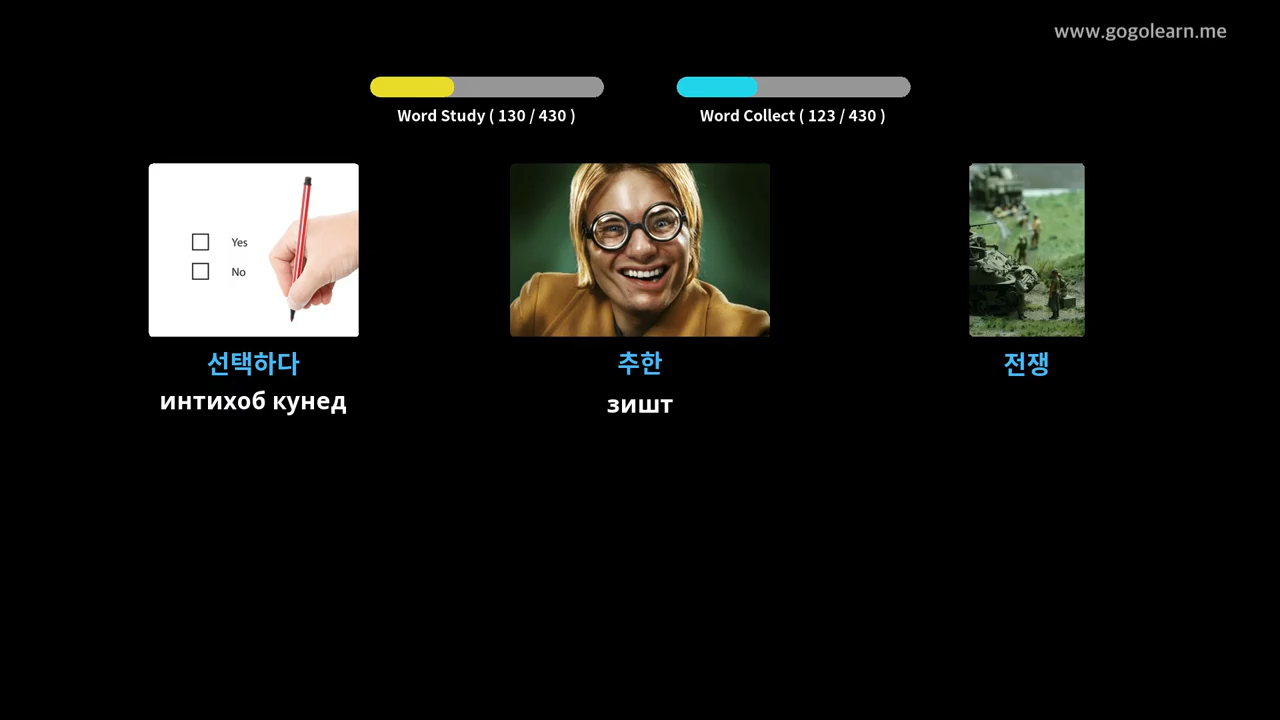 www.gogolearn.me
Word Study ( 130 / 430 )
Word Collect ( 123 / 430 )
Yes
No
선택하다
추한
전쟁
интихоб кунед
зишт